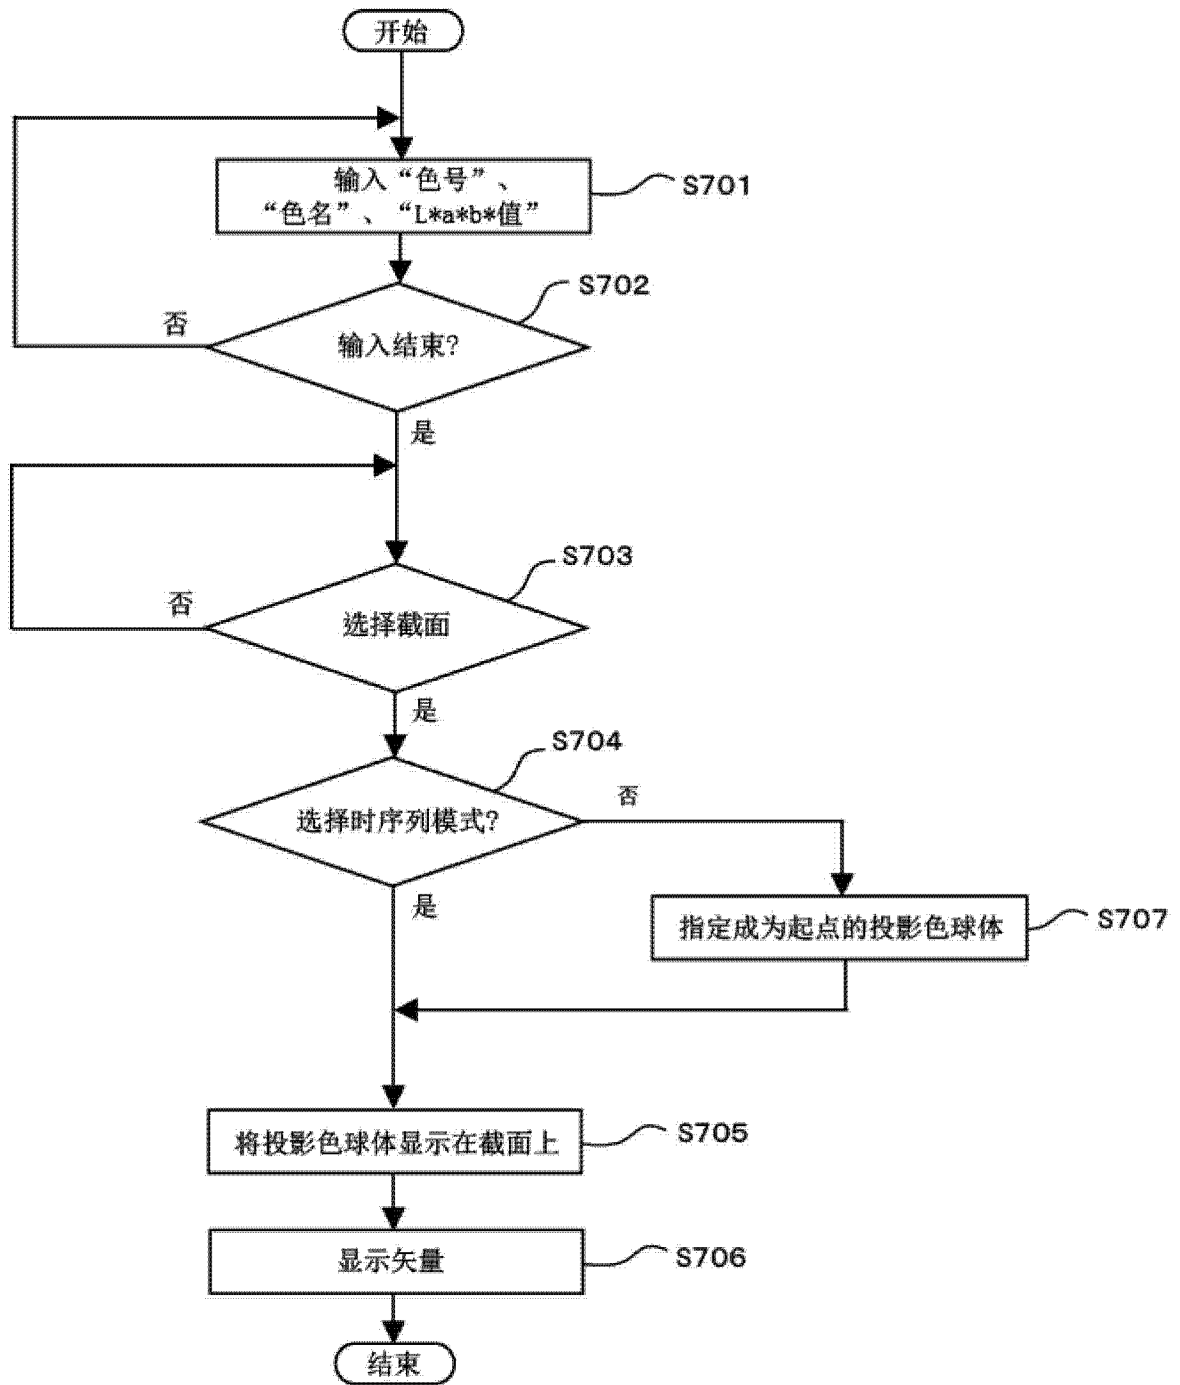 开始
输入“色号”、
“色名”、“L*a*b*值”
S701
S702
否
输入结束?
是
S703
否
选择截面
是
S704
否
选择时序列模式?
是
指定成为起点的投影色球体
S707
将投影色球体显示在截面上
S705
显示矢量
S706
结束